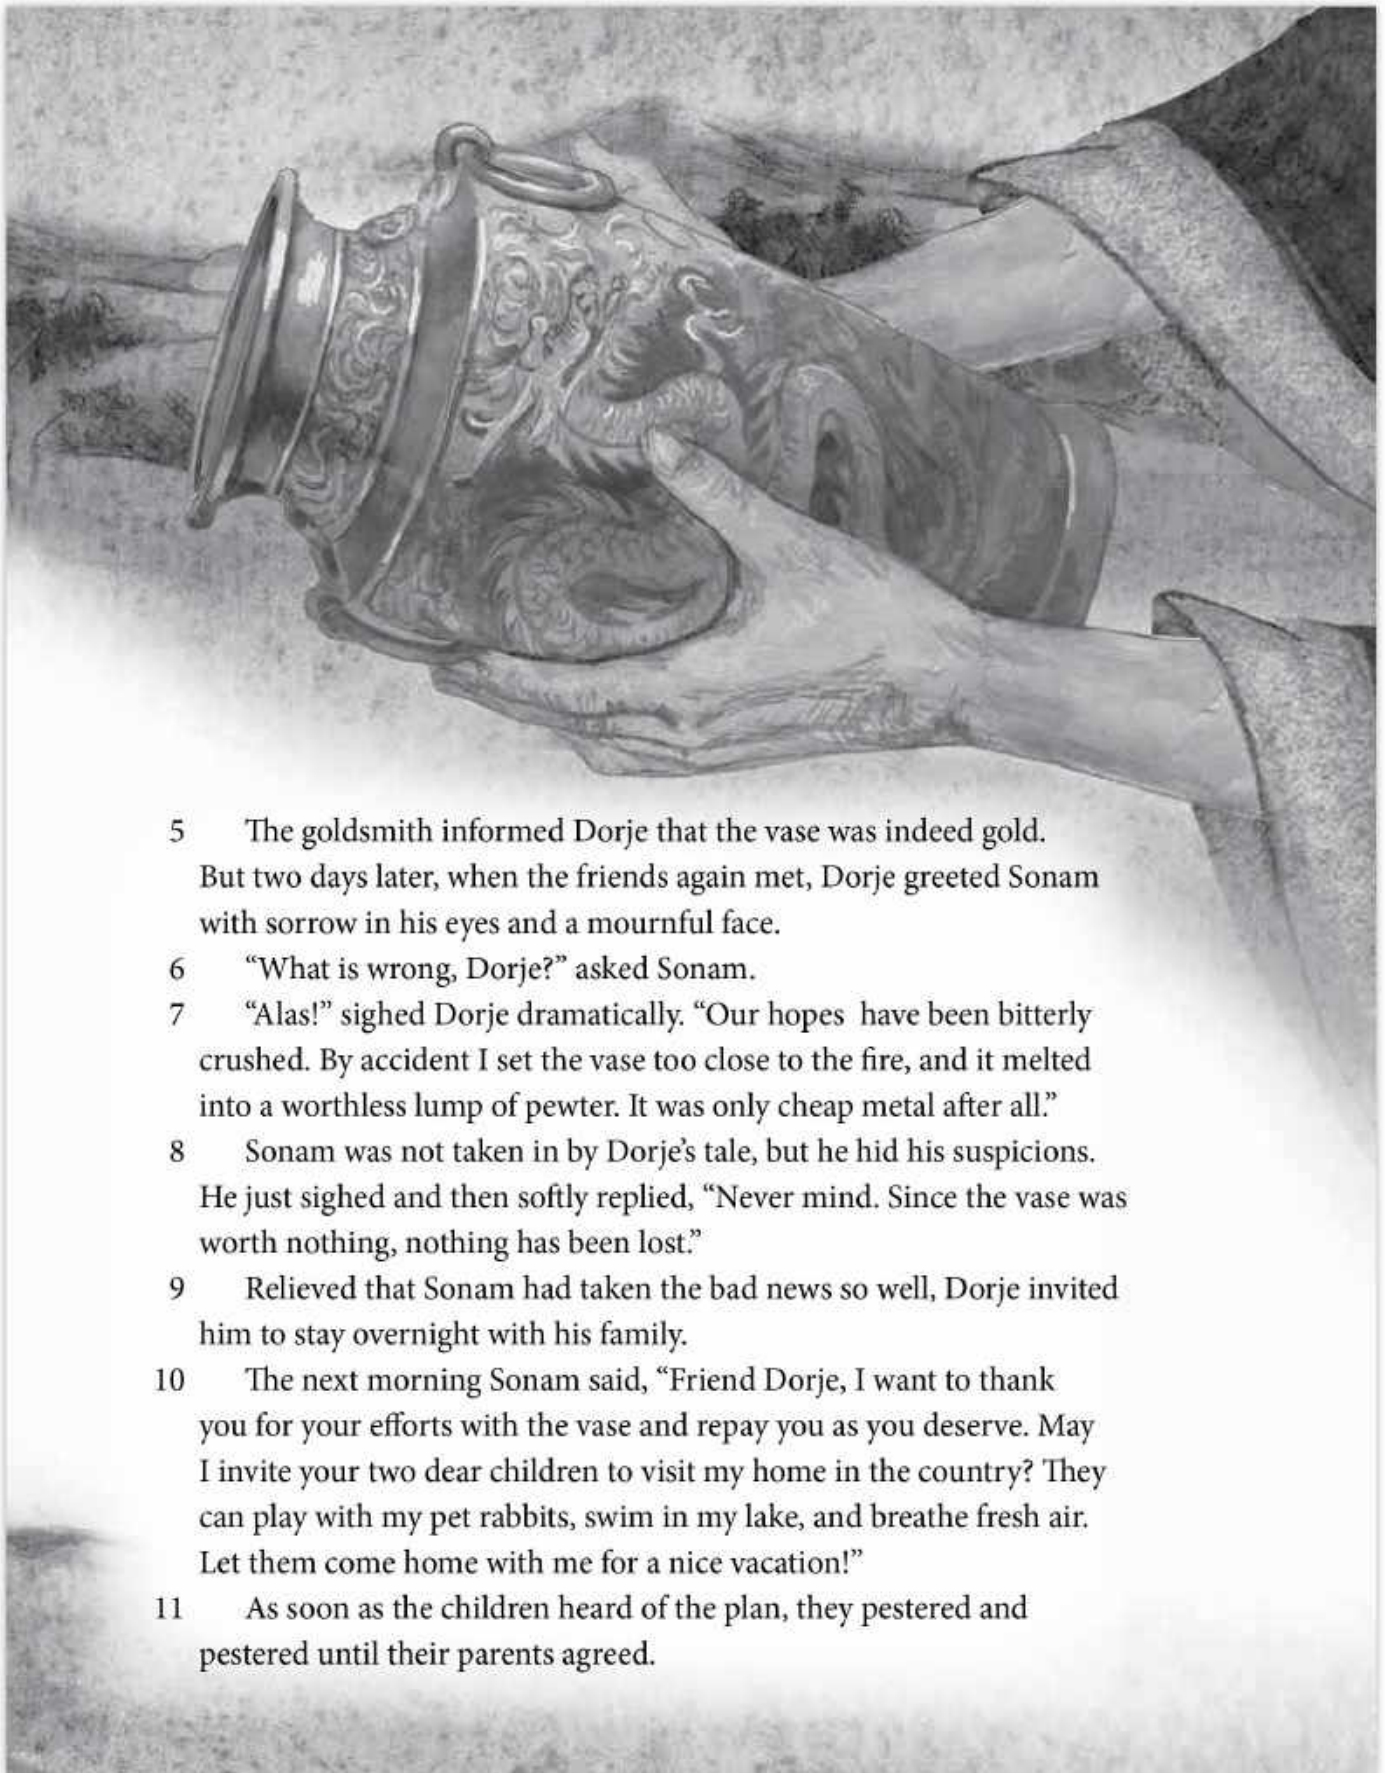 5 The goldsmith informed Dorje that the vase was indeed gold.
But two days later, when the friends again met, Dorje greeted Sonam
with sorrow in his eyes and a mournful face.
6 “What is wrong, Dorje?” asked Sonam.
7 “Alas!” sighed Dorje dramatically. “Our hopes have been bitterly
crushed. By accident I set the vase too close to the fire, and it melted
into a worthless lump of pewter. It was only cheap metal after all.”
8 Sonam was not taken in by Dorje’s tale, but he hid his suspicions.
He just sighed and then softly replied, “Never mind. Since the vase was
worth nothing, nothing has been lost.”
9 Relieved that Sonam had taken the bad news so well, Dorje invited
him to stay overnight with his family.
10 The next morning Sonam said, “Friend Dorje, I want to thank
you for your efforts with the vase and repay you as you deserve. May
I invite your two dear children to visit my home in the country? They
can play with my pet rabbits, swim in my lake, and breathe fresh air.
Let them come home with me for a nice vacation!”
11 As soon as the children heard of the plan, they pestered and
pestered until their parents agreed.